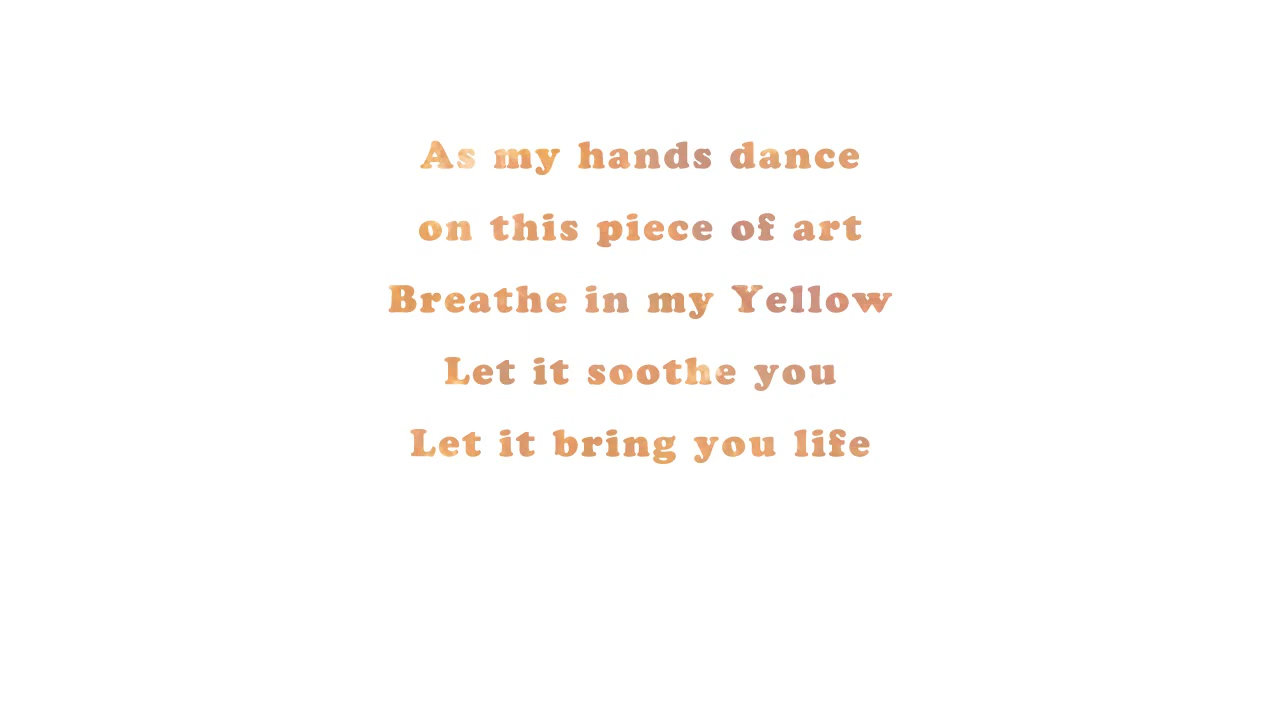 As my hands dance
on this piece of art
Breathe in my Yellow
Let it soothe you
Let it bring you life